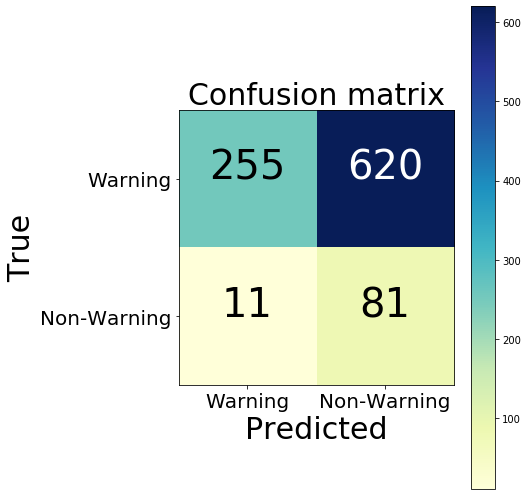 Confusion matrix
True
Warning
255 620
Non-Warning
11 81
Warning Non-Warning
Predicted
600
500
400
300
200
100